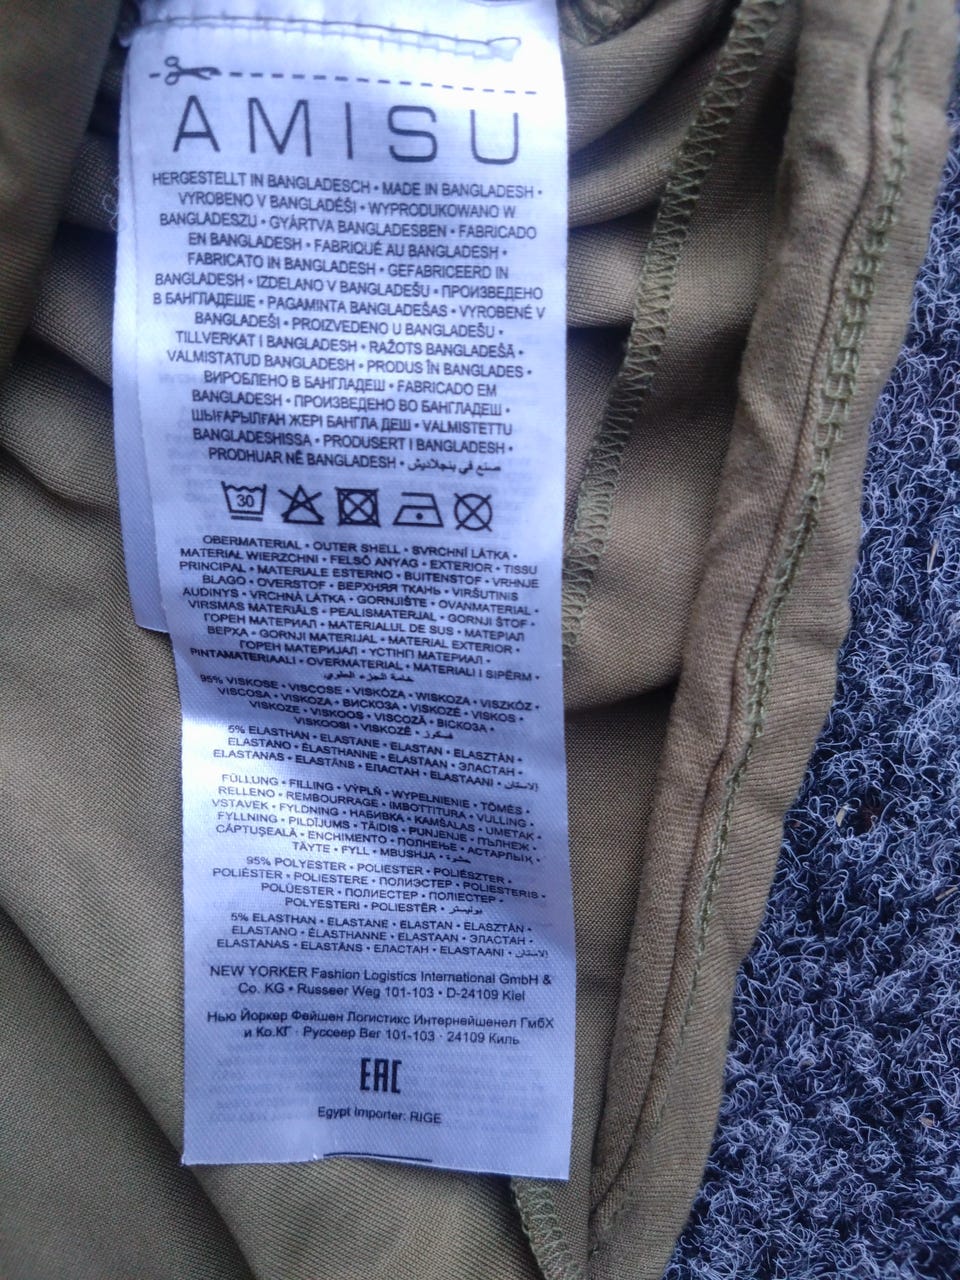 AMISU
HERGESTELLT IN BANGLADESCH • MADE IN BANGLADESH •
VYROBENO V BANGLADÉŠI • WYPRODUKOWANO W
BANGLADESZU • GYÁRTVA BANGLADESBEN • FABRICADO
EN BANGLADESH • FABRIQUÉ AU BANGLADESH •
FABRICATO IN BANGLADESH • GEFABRICEERD IN
BANGLADESH • IZDELANO V BANGLADEŠU • ПРОИЗВЕДЕНО
В БАНГЛАДЕШЕ • PAGAMINTA BANGLADEŠAS • VYROBENÉ V
BANGLADEŠI • PROIZVEDENO U BANGLADEŠU •
TILLVERKAT I BANGLADESH • RAŽOTS BANGLADEŠĀ •
VALMISTATUD BANGLADESH • PRODUS ÎN BANGLADES •
ВИРОБЛЕНО В БАНГЛАДЕШ • FABRICADO EM
BANGLADESH • ПРОИЗВЕДЕНО ВО БАНГЛАДЕШ •
ШЫҒАРЫЛҒАН ЖЕРІ БАНГЛА ДЕШ • VALMISTETTU
BANGLADESHISSA • PRODUSERT I BANGLADESH •
PRODHUAR NË BANGLADESH • صنع في بنجلاديش
30
OBERMATERIAL • OUTER SHELL • SVRCHNÍ LÁTKA •
MATERIAŁ WIERZCHNI • FELSŐ ANYAG • EXTERIOR • TISSU
PRINCIPAL • MATERIALE ESTERNO • BUITENSTOF • VRHNJE
BLAGO • OVERSTOF • ВЕРХНЯЯ ТКАНЬ • VIRŠUTINIS
AUDINYS • VRCHNÁ LÁTKA • GORNJIŠTE • OVANMATERIAL •
VIRSMAS MATERIĀLS • PEALISMATERJAL • GORNJI ŠTOF •
ГОРЕН МАТЕРИАЛ • MATERIALUL DE SUS • МАТЕРІАЛ
ВЕРХА • GORNJI MATERIJAL • MATERIAL EXTERIOR •
ГОРЕН МАТЕРИЈАЛ • ҮСТІҢГІ МАТЕРИАЛ •
PINTAMATERIAALI • OVERMATERIAL • MATERIALI I SIPËRM •
خامة الجزء العلوي
95% VISKOSE • VISCOSE • VISKÓZA • WISKOZA • VISZKÓZ •
VISCOSA • VISKOZA • ВИСКОЗА • VISKOZĖ • VISKOS •
VISKOZE • VISKOOS • VISCOZĂ • ВІСКОЗА •
VISKOOSI • VISKOZË • فسكوز
5% ELASTHAN • ELASTANE • ELASTAN • ELASZTÁN •
ELASTANO • ÉLASTHANNE • ELASTAAN • ЭЛАСТАН •
ELASTANAS • ELASTĀNS • ЕЛАСТАН • ELASTAANI • الاستان
FÜLLUNG • FILLING • VÝPLŇ • WYPEŁNIENIE • TÖMÉS •
RELLENO • REMBOURRAGE • IMBOTTITURA • VULLING •
VSTAVEK • FYLDNING • НАБИВКА • KAMŠALAS • UMETAK •
FYLLNING • PILDĪJUMS • TÄIDIS • PUNJENJE • ПЪЛНЕЖ •
CĂPTUȘEALĂ • ENCHIMENTO • ПОЛНЕЊЕ • АСТАРЛЫҚ •
TÄYTE • FYLL • MBUSHJA • حشوة
95% POLYESTER • POLIESTER • POLIÉSZTER •
POLIÉSTER • POLIESTERE • ПОЛИЭСТЕР • POLIESTERIS •
POLÜESTER • ПОЛИЕСТЕР • ПОЛІЕСТЕР •
POLYESTERI • POLIESTËR • بوليستر
5% ELASTHAN • ELASTANE • ELASTAN • ELASZTÁN •
ELASTANO • ÉLASTHANNE • ELASTAAN • ЭЛАСТАН •
ELASTANAS • ELASTĀNS • ЕЛАСТАН • ELASTAANI • الاستان
NEW YORKER Fashion Logistics International GmbH &
Co. KG • Russeer Weg 101-103 • D-24109 Kiel
Нью Йоркер Фейшен Логистикс Интернейшенел ГмбХ
и Ко.КГ · Руссеер Вег 101-103 · 24109 Киль
EAC
Egypt Importer: RIGE